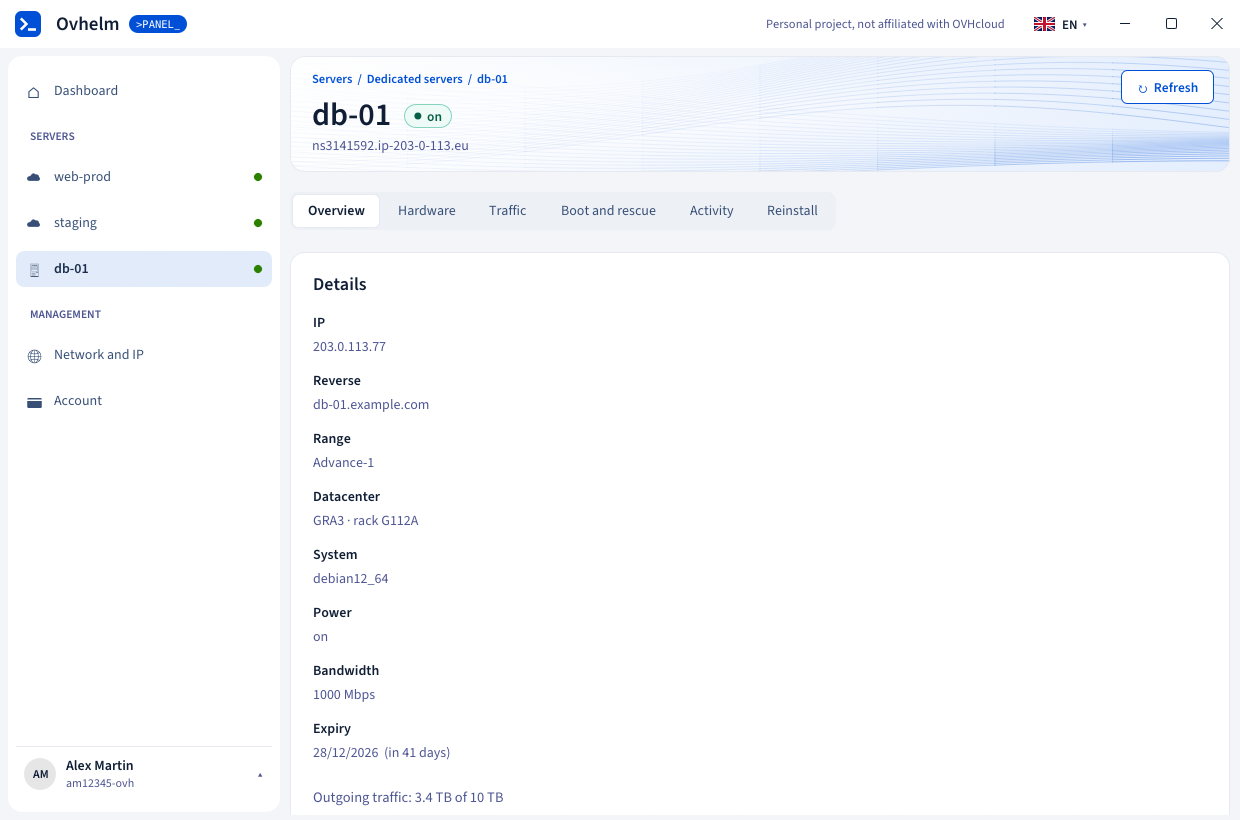 Ovhelm >PANEL_
Personal project, not affiliated with OVHcloud
EN
Dashboard
SERVERS
web-prod
staging
db-01
MANAGEMENT
Network and IP
Account
AM
Alex Martin
am12345-ovh
Servers / Dedicated servers / db-01
Refresh
db-01 on
ns3141592.ip-203-0-113.eu
Overview Hardware Traffic Boot and rescue Activity Reinstall
Details
IP
203.0.113.77
Reverse
db-01.example.com
Range
Advance-1
Datacenter
GRA3 · rack G112A
System
debian12_64
Power
on
Bandwidth
1000 Mbps
Expiry
28/12/2026 (in 41 days)
Outgoing traffic: 3.4 TB of 10 TB